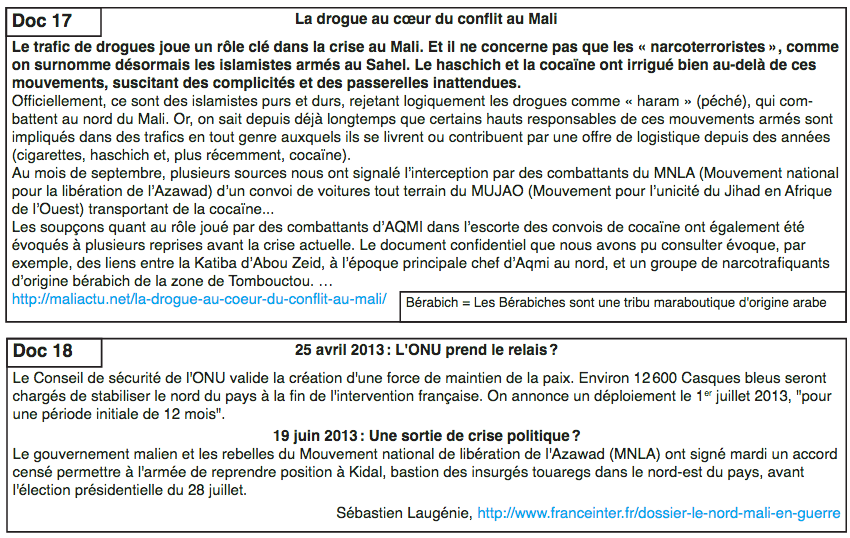 Doc 17
La drogue au cœur du conflit au Mali
Le trafic de drogues joue un rôle clé dans la crise au Mali. Et il ne concerne pas que les « narcoterroristes », comme
on surnomme désormais les islamistes armés au Sahel. Le haschich et la cocaïne ont irrigué bien au-delà de ces
mouvements, suscitant des complicités et des passerelles inattendues.
Officiellement, ce sont des islamistes purs et durs, rejetant logiquement les drogues comme « haram » (péché), qui com-
battent au nord du Mali. Or, on sait depuis déjà longtemps que certains hauts responsables de ces mouvements armés sont
impliqués dans des trafics en tout genre auxquels ils se livrent ou contribuent par une offre de logistique depuis des années
(cigarettes, haschich et, plus récemment, cocaïne).
Au mois de septembre, plusieurs sources nous ont signalé l'interception par des combattants du MNLA (Mouvement national
pour la libération de l'Azawad) d'un convoi de voitures tout terrain du MUJAO (Mouvement pour l'unicité du Jihad en Afrique
de l'Ouest) transportant de la cocaïne...
Les soupçons quant au rôle joué par des combattants d'AQMI dans l'escorte des convois de cocaïne ont également été
évoqués à plusieurs reprises avant la crise actuelle. Le document confidentiel que nous avons pu consulter évoque, par
exemple, des liens entre la Katiba d'Abou Zeid, à l'époque principale chef d'Aqmi au nord, et un groupe de narcotrafiquants
d'origine bérabich de la zone de Tombouctou. …
http://maliactu.net/la-drogue-au-coeur-du-conflit-au-mali/
Bérabich = Les Bérabiches sont une tribu maraboutique d'origine arabe
Doc 18
25 avril 2013 : L'ONU prend le relais ?
Le Conseil de sécurité de l'ONU valide la création d'une force de maintien de la paix. Environ 12 600 Casques bleus seront
chargés de stabiliser le nord du pays à la fin de l'intervention française. On annonce un déploiement le 1er juillet 2013, "pour
une période initiale de 12 mois".
19 juin 2013 : Une sortie de crise politique ?
Le gouvernement malien et les rebelles du Mouvement national de libération de l'Azawad (MNLA) ont signé mardi un accord
censé permettre à l'armée de reprendre position à Kidal, bastion des insurgés touaregs dans le nord-est du pays, avant
l'élection présidentielle du 28 juillet.
Sébastien Laugénie, http://www.franceinter.fr/dossier-le-nord-mali-en-guerre